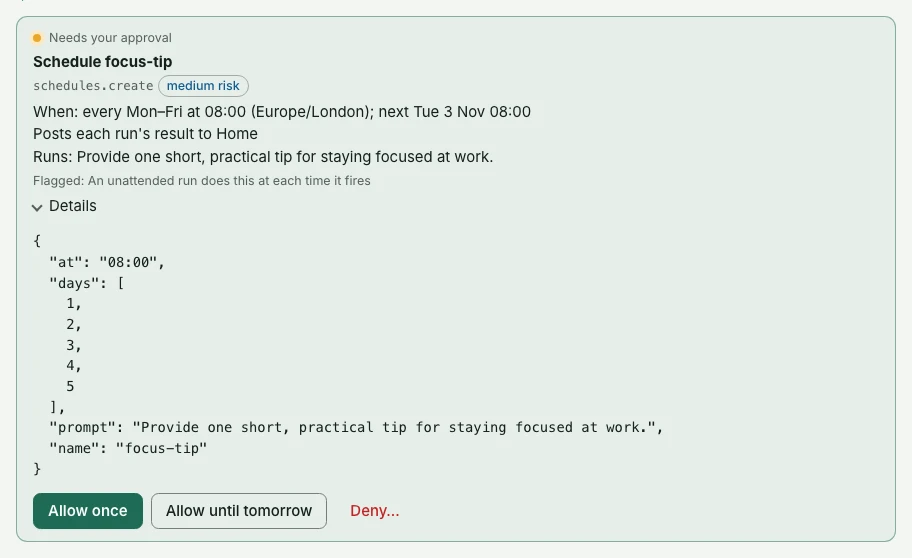 Needs your approval
Schedule focus-tip
schedules.create medium risk
When: every Mon–Fri at 08:00 (Europe/London); next Tue 3 Nov 08:00
Posts each run's result to Home
Runs: Provide one short, practical tip for staying focused at work.
Flagged: An unattended run does this at each time it fires
Details
{
  "at": "08:00",
  "days": [
    1,
    2,
    3,
    4,
    5
  ],
  "prompt": "Provide one short, practical tip for staying focused at work.",
  "name": "focus-tip"
}
Allow once Allow until tomorrow Deny...